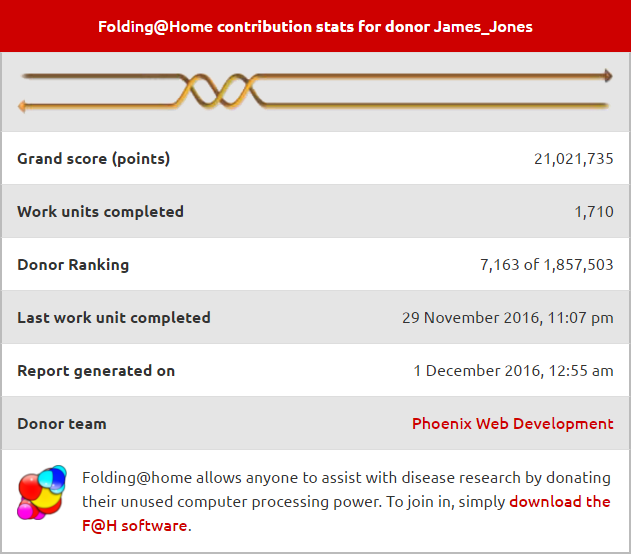 Folding@Home contribution stats for donor James_Jones
Grand score (points) 21,021,735
Work units completed 1,710
Donor Ranking 7,163 of 1,857,503
Last work unit completed 29 November 2016, 11:07 pm
Report generated on 1 December 2016, 12:55 am
Donor team Phoenix Web Development
Folding@home allows anyone to assist with disease research by donating
their unused computer processing power. To join in, simply download the
F@H software.